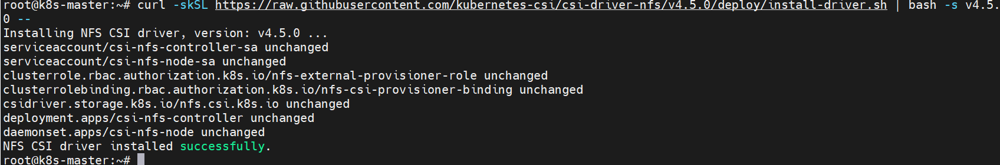 root@k8s-master:~# curl -skSL https://raw.githubusercontent.com/kubernetes-csi/csi-driver-nfs/v4.5.0/deploy/install-driver.sh | bash -s v4.5.
0 --
Installing NFS CSI driver, version: v4.5.0 ...
serviceaccount/csi-nfs-controller-sa unchanged
serviceaccount/csi-nfs-node-sa unchanged
clusterrole.rbac.authorization.k8s.io/nfs-external-provisioner-role unchanged
clusterrolebinding.rbac.authorization.k8s.io/nfs-csi-provisioner-binding unchanged
csidriver.storage.k8s.io/nfs.csi.k8s.io unchanged
deployment.apps/csi-nfs-controller unchanged
daemonset.apps/csi-nfs-node unchanged
NFS CSI driver installed successfully.
root@k8s-master:~#